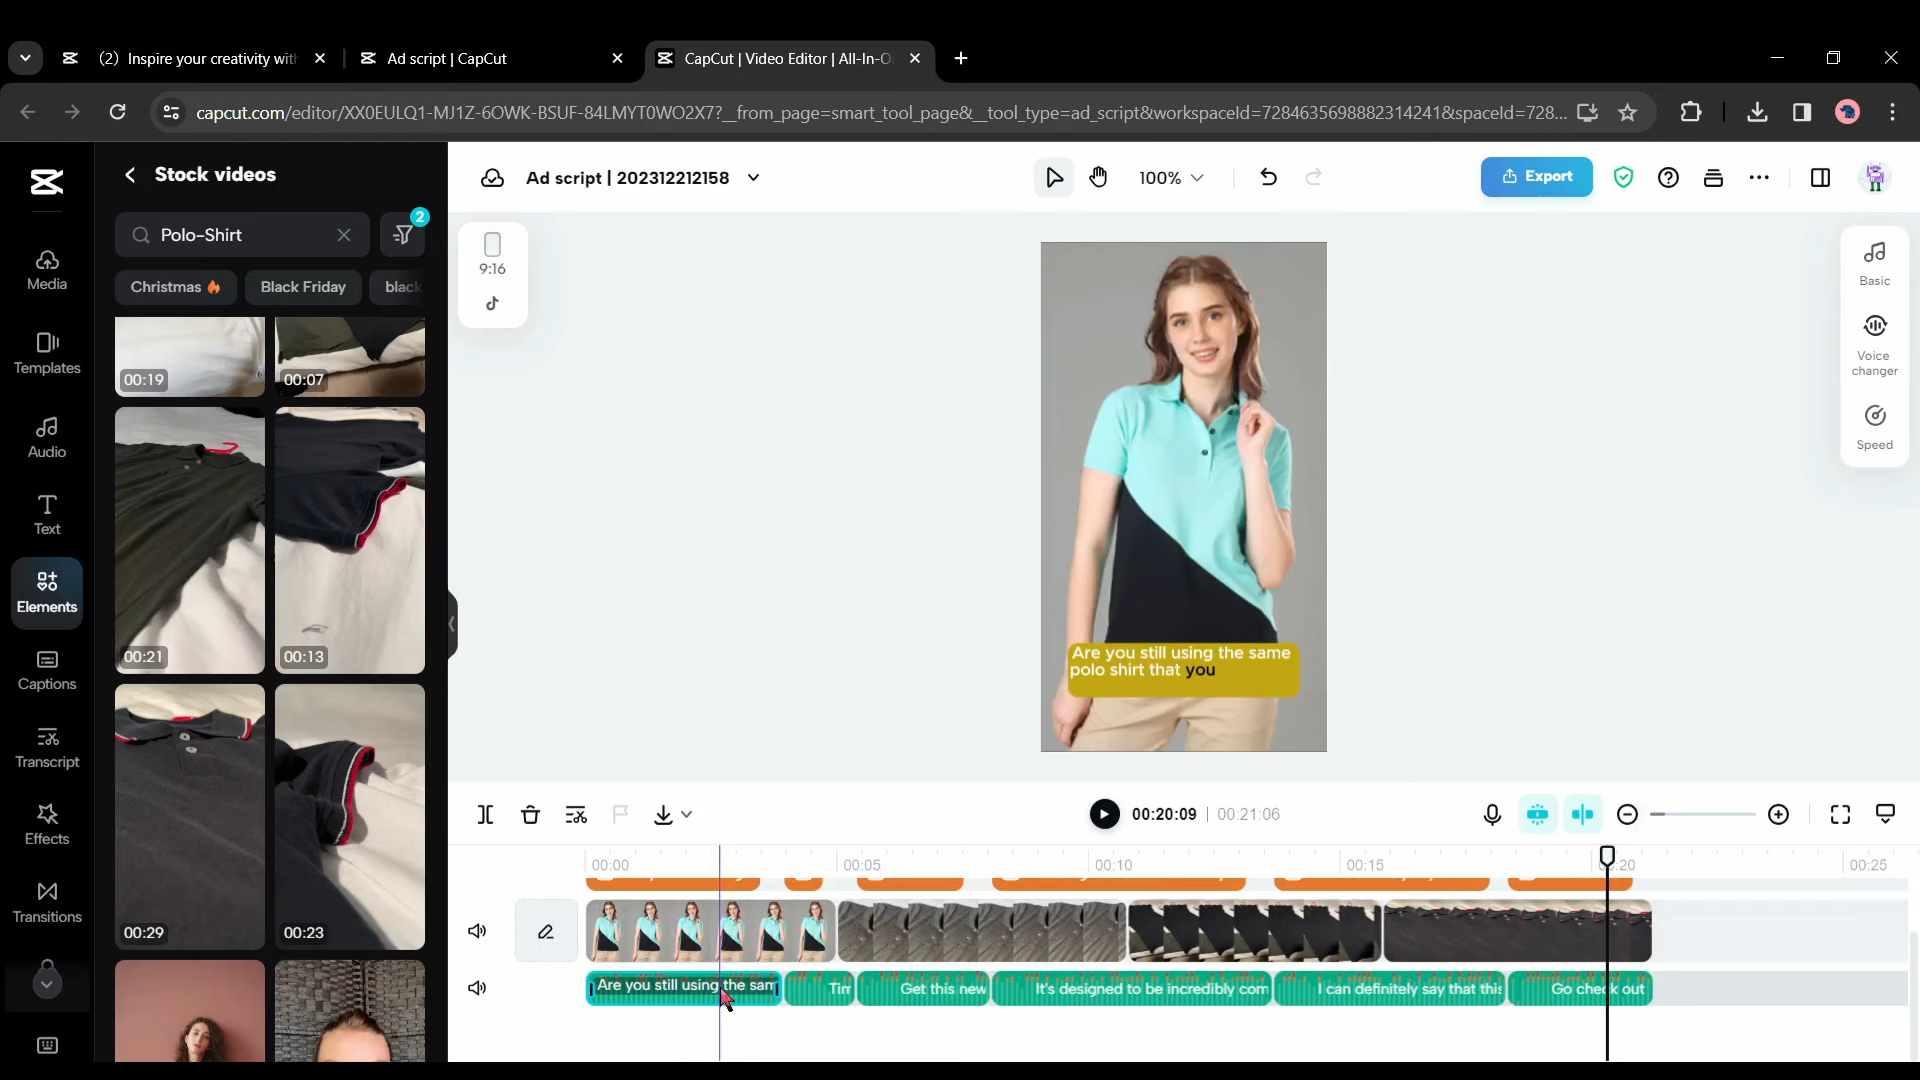 (2) Inspire your creativity with
Ad script | CapCut
CapCut | Video Editor | All-In-O
capcut.com/editor/XX0EULQ1-MJ1Z-6OWK-BSUF-84LMYT0WO2X7?__from_page=smart_tool_page&__tool_type=ad_script&workspaceId=7284635698882314241&spaceId=728...
Stock videos
Ad script | 202312212158
100%
Export
Polo-Shirt
2
Christmas
Black Friday
black
9:16
Media
Templates
Audio
Text
Elements
Captions
Transcript
Effects
Transitions
00:19
00:07
00:21
00:13
00:29
00:23
Basic
Voice
changer
Speed
Are you still using the same
polo shirt that you
00:20:09 | 00:21:06
00:00
00:05
00:10
00:15
00:20
00:25
Are you still using the sam
Tim
Get this new
It's designed to be incredibly com
I can definitely say that this
Go check out